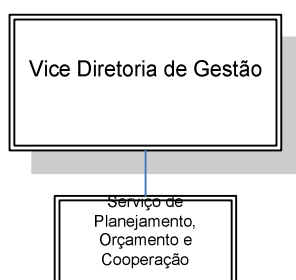 Vice Diretoria de Gestão
Serviço de
Planejamento,
Orçamento e
Cooperação